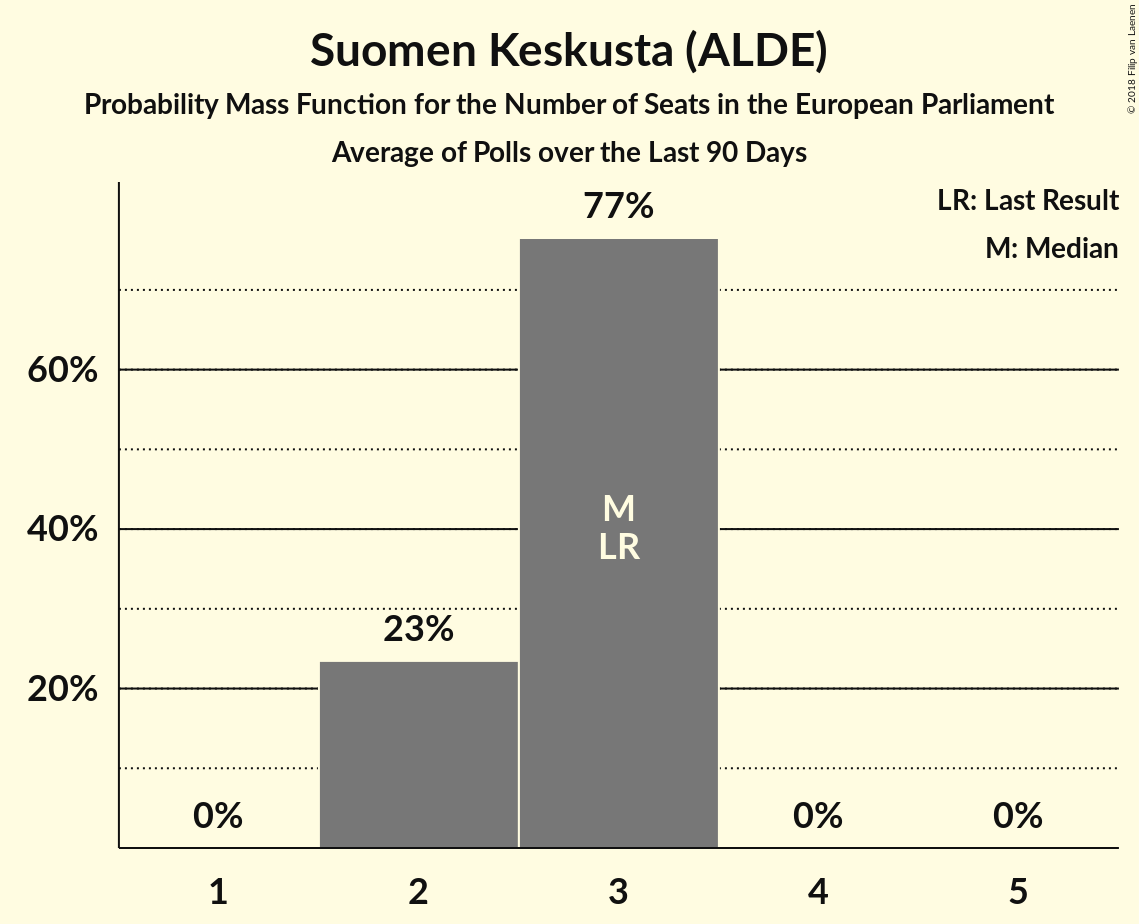 Suomen Keskusta (ALDE)
Probability Mass Function for the Number of Seats in the European Parliament
Average of Polls over the Last 90 Days
© 2018 Filip van Laenen
LR: Last Result
M: Median
77%
60%
M
40%
LR
23%
20%
0%
0%
0%
1
2
3
4
5